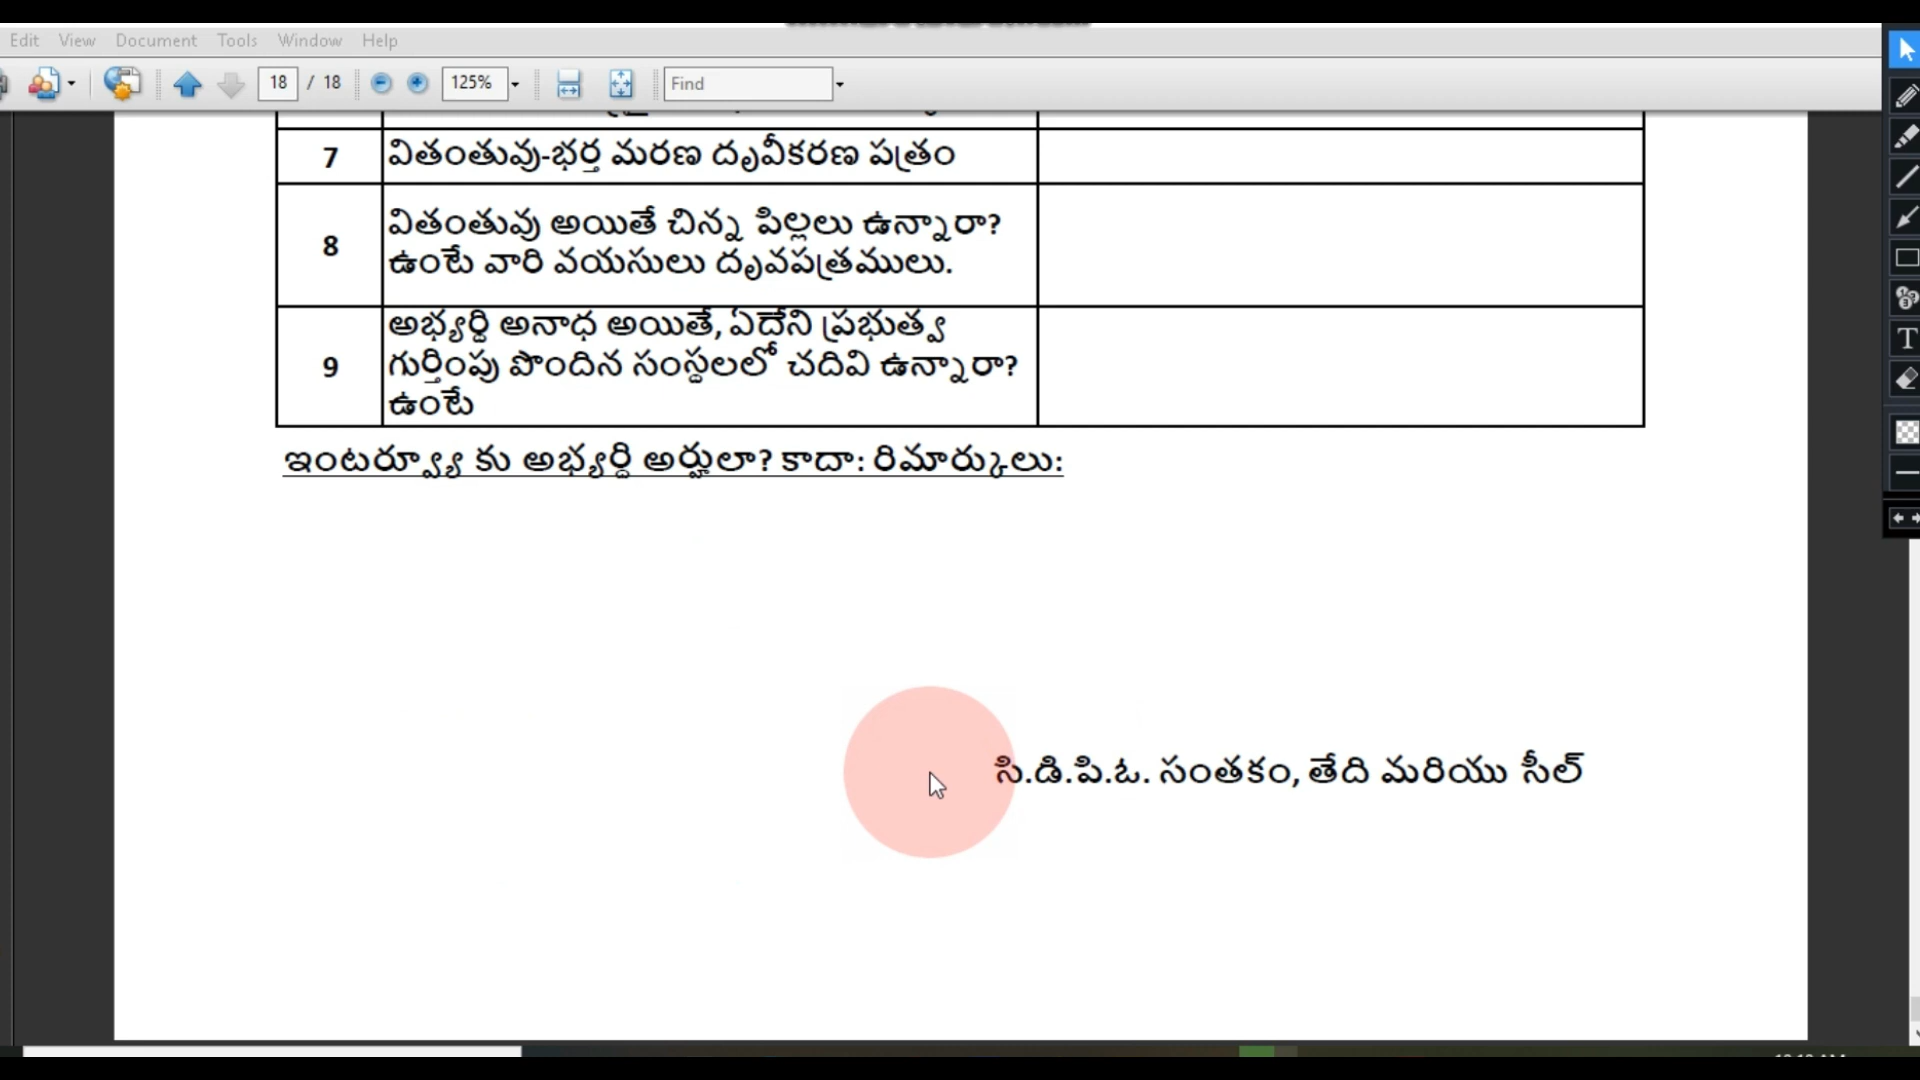 Edit View Document Tools Window Help
18 / 18 125% Find
7 వితంతువు-భర్త మరణ దృవీకరణ పత్రం
8 వితంతువు అయితే చిన్న పిల్లలు ఉన్నారా?
ఉంటే వారి వయసులు దృవపత్రములు.
9 అభ్యర్ది అనాధ అయితే, ఏదేని ప్రభుత్వ
గుర్తింపు పొందిన సంస్దలలో చదివి ఉన్నారా?
ఉంటే
ఇంటర్వ్యూ కు అభ్యర్ది అర్హులా? కాదా: రిమార్కులు:
సి.డి.పి.ఓ. సంతకం, తేది మరియు సీల్